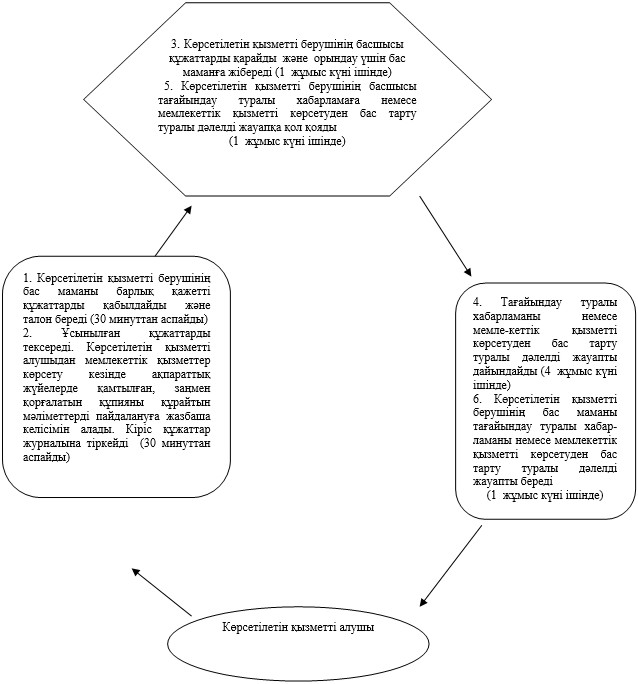 3. Көрсетілетін қызметті берушінің басшысы
құжаттарды қарайды және орындау үшін бас
маманға жібереді (1 жұмыс күні ішінде)
5. Көрсетілетін қызметті берушінің басшысы
тағайындау туралы хабарламаға немесе
мемлекеттік қызметті көрсетуден бас тарту
туралы дәлелді жауапқа қол қояды
(1 жұмыс күні ішінде)
1. Көрсетілетін қызметті берушінің
бас маманы барлық қажетті
құжаттарды қабылдайды және
талон береді (30 минуттан аспайды)
2. Ұсынылған құжаттарды
тексереді. Көрсетілетін қызметті
алушыдан мемлекеттік қызметтер
көрсету кезінде ақпараттық
жүйелерде қамтылған, заңмен
қорғалатын құпияны құрайтын
мәліметтерді пайдалануға жазбаша
келісімін алады. Кіріс құжаттар
журналына тіркейді (30 минуттан
аспайды)
4. Тағайындау туралы
хабарламаны немесе
мемле-кеттік қызметті
көрсетуден бас тарту
туралы дәлелді жауапты
дайындайды (4 жұмыс күні
ішінде)
6. Көрсетілетін қызметті
берушінің бас маманы
тағайындау туралы хабар-
ламаны немесе мемлекеттік
қызметті көрсетуден бас
тарту туралы дәлелді
жауапты береді
(1 жұмыс күні ішінде)
Көрсетілетін қызметті алушы